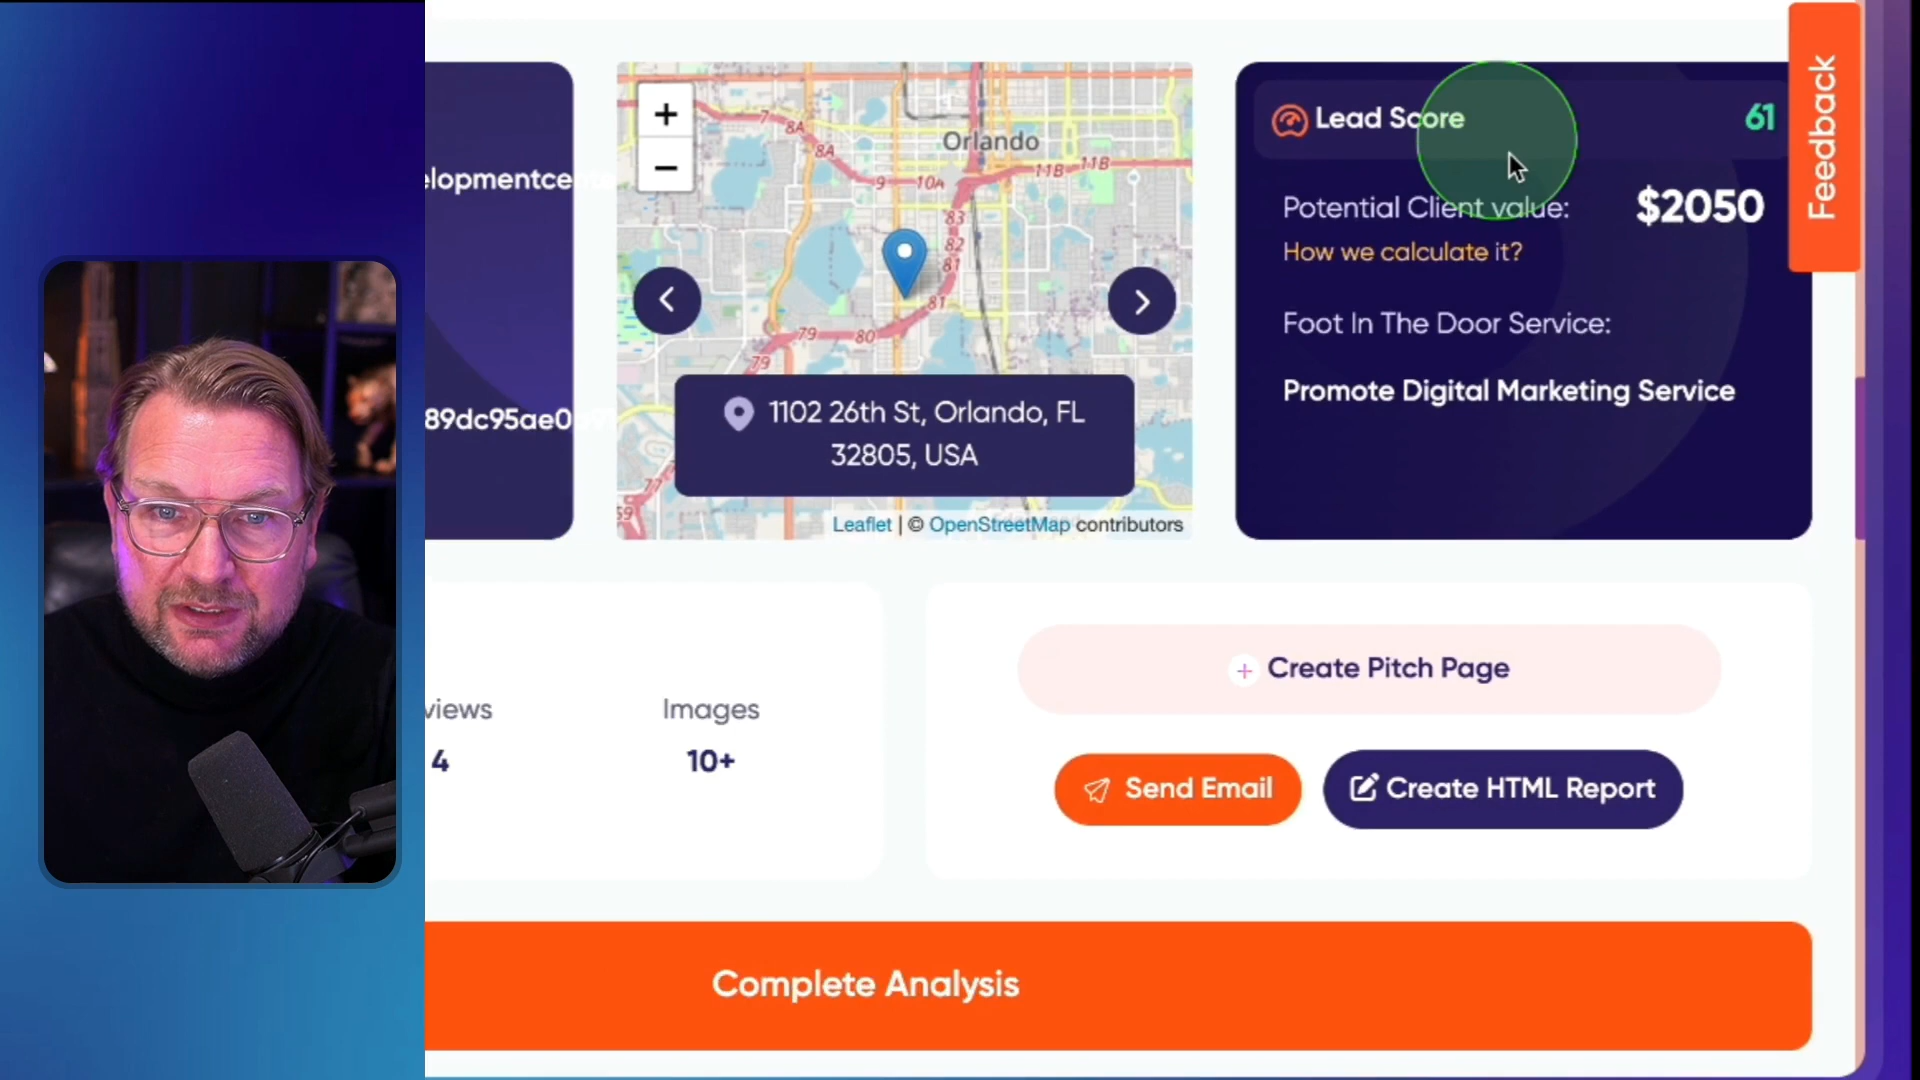 Feedback
elopmentce
89dc95ae0
+
−
Orlando
7
8A
8A
9
10A
11B
11B
83
82
81
81
80
79
79
77
59
1102 26th St, Orlando, FL
32805, USA
Leaflet | © OpenStreetMap contributors
Lead Score
61
Potential Client value:
$2050
How we calculate it?
Foot In The Door Service:
Promote Digital Marketing Service
views
4
Images
10+
+ Create Pitch Page
Send Email
Create HTML Report
Complete Analysis